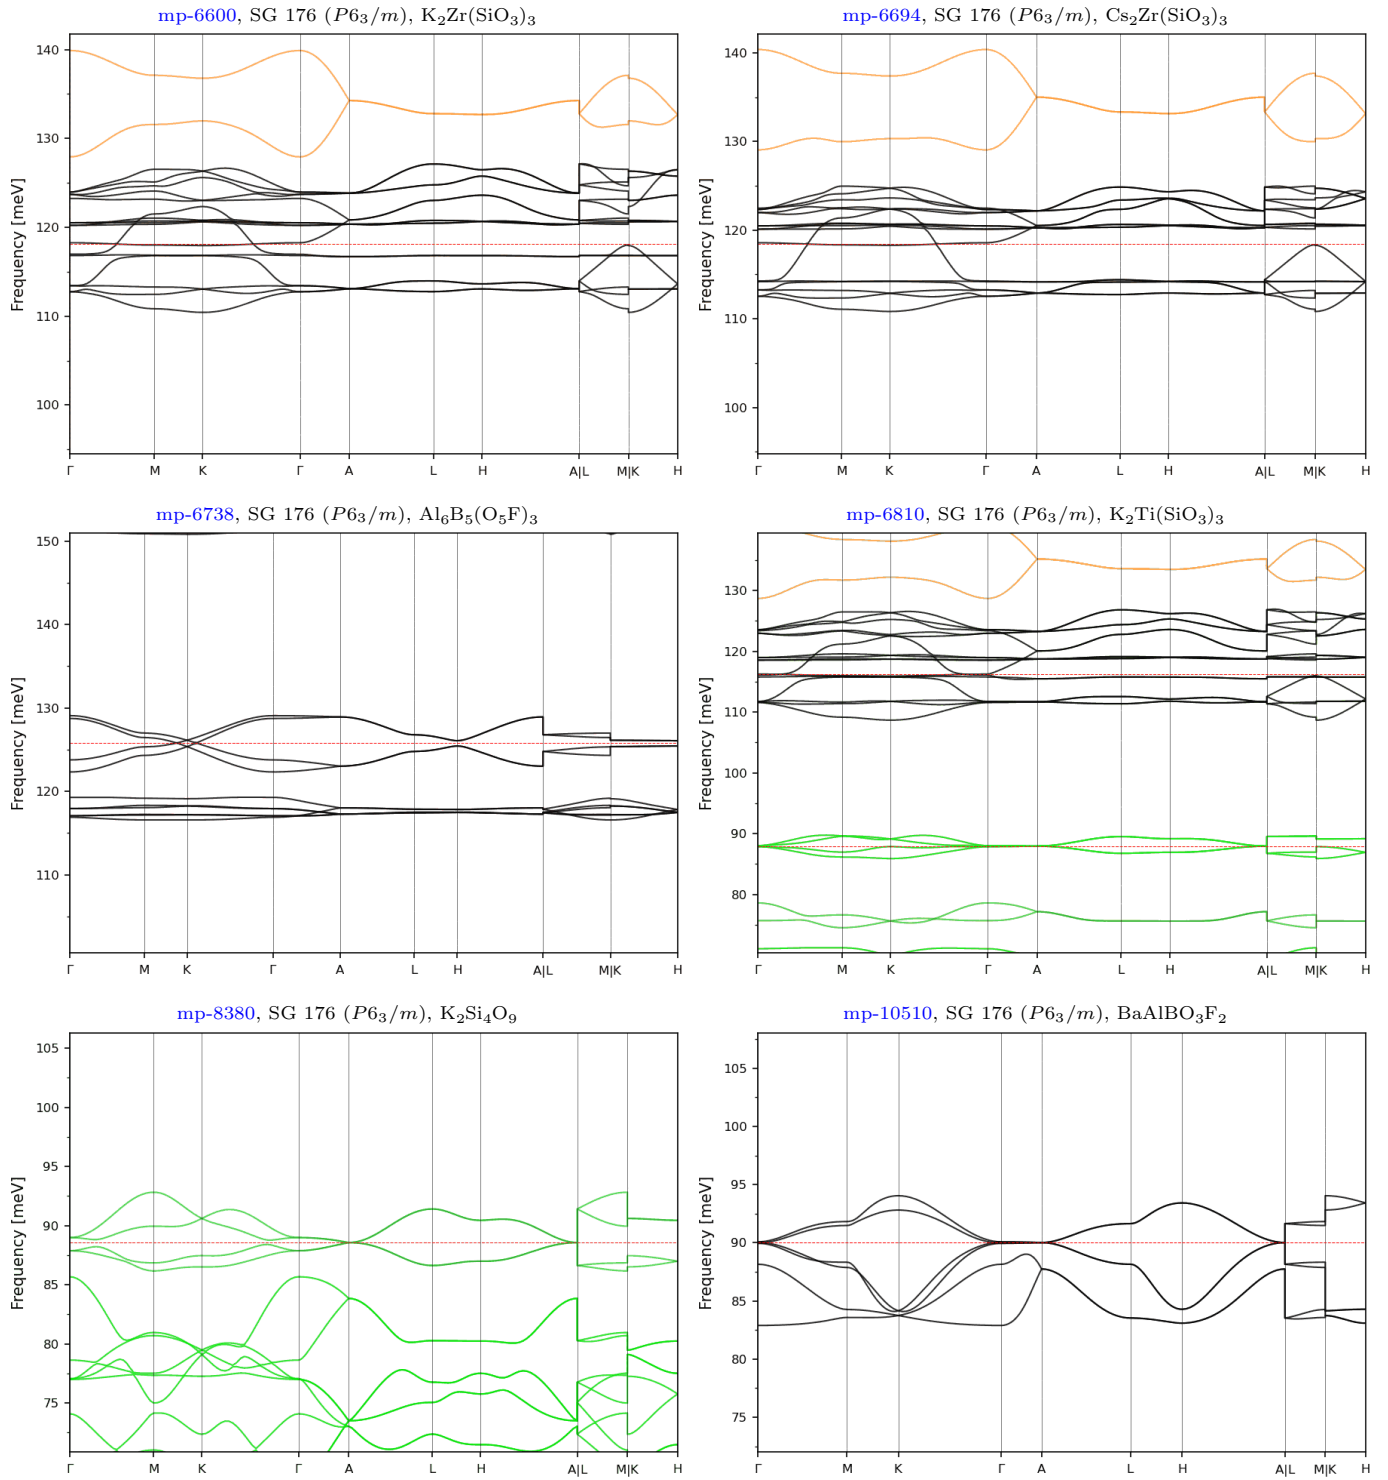 mp-6600, SG 176 (P6₃/m), K₂Zr(SiO₃)₃
Frequency [meV]
140
130
120
110
100
Γ M K Γ A L H A|L M|K H
mp-6694, SG 176 (P6₃/m), Cs₂Zr(SiO₃)₃
Frequency [meV]
140
130
120
110
100
Γ M K Γ A L H A|L M|K H
mp-6738, SG 176 (P6₃/m), Al₆B₅(O₅F)₃
Frequency [meV]
150
140
130
120
110
Γ M K Γ A L H A|L M|K H
mp-6810, SG 176 (P6₃/m), K₂Ti(SiO₃)₃
Frequency [meV]
130
120
110
100
90
80
Γ M K Γ A L H A|L M|K H
mp-8380, SG 176 (P6₃/m), K₂Si₄O₉
Frequency [meV]
105
100
95
90
85
80
75
Γ M K Γ A L H A|L M|K H
mp-10510, SG 176 (P6₃/m), BaAlBO₃F₂
Frequency [meV]
105
100
95
90
85
80
75
Γ M K Γ A L H A|L M|K H